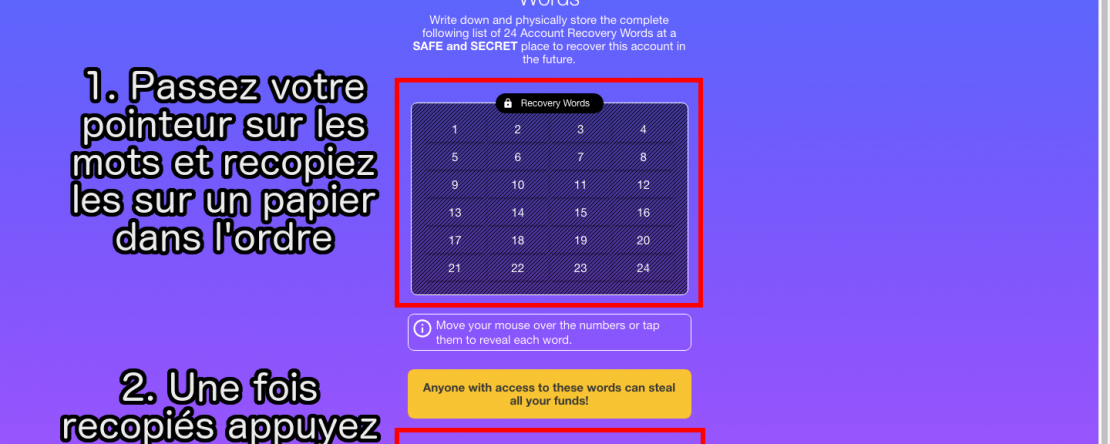 Words
Write down and physically store the complete
following list of 24 Account Recovery Words at a
SAFE and SECRET place to recover this account in
the future.
1. Passez votre
pointeur sur les
mots et recopiez
les sur un papier
dans l'ordre
Recovery Words
1 2 3 4
5 6 7 8
9 10 11 12
13 14 15 16
17 18 19 20
21 22 23 24
Move your mouse over the numbers or tap
them to reveal each word.
Anyone with access to these words can steal
all your funds!
2. Une fois
recopiés appuyez